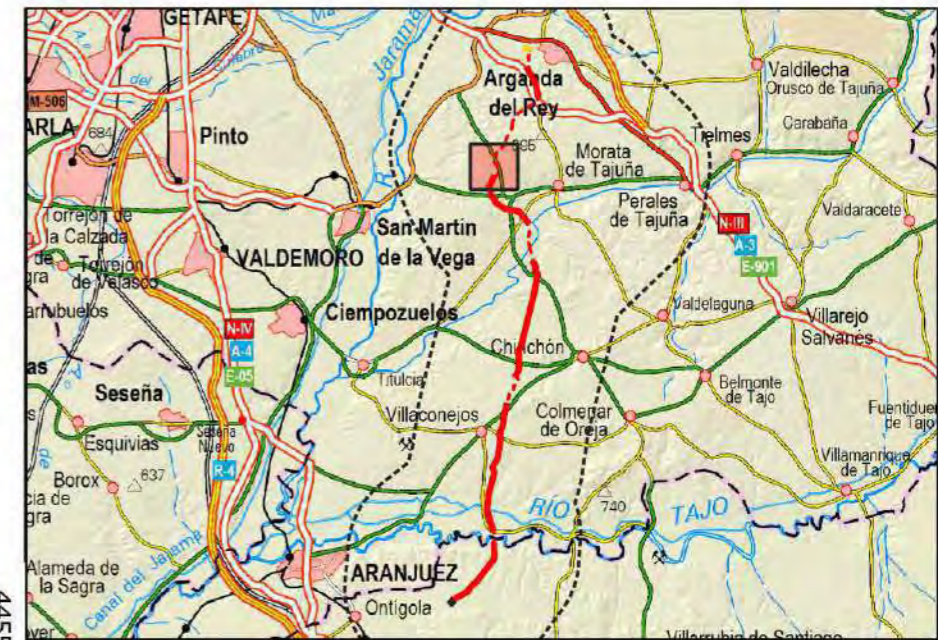 GETAFE
Jarama
M-506
ARLA
684
Pinto
Arganda
del Rey
Valdilecha
Orusco de Tajuña
Carabaña
Tielmes
695
Morata
de Tajuña
Perales
de Tajuña
Valdaracete
Torrejón de
la Calzada
Torrejón
de Velasco
San Martín
de la Vega
VALDEMORO
N-III
A-3
E-901
Ciempozuelos
Valdelaguna
Villarejo
Salvanes
N-IV
A-4
E-05
Chinchón
Titulcia
Belmonte
de Tajo
Seseña
Villaconejos
Colmenar
de Oreja
Esquivias
Seseña
Nuevo
R-4
Villamanrique
de Tajo
Borox
637
740
RÍO
TAJO
Canal del Jarama
Alameda de
la Sagra
ARANJUEZ
Ontígola
Villarrubia de Santiago